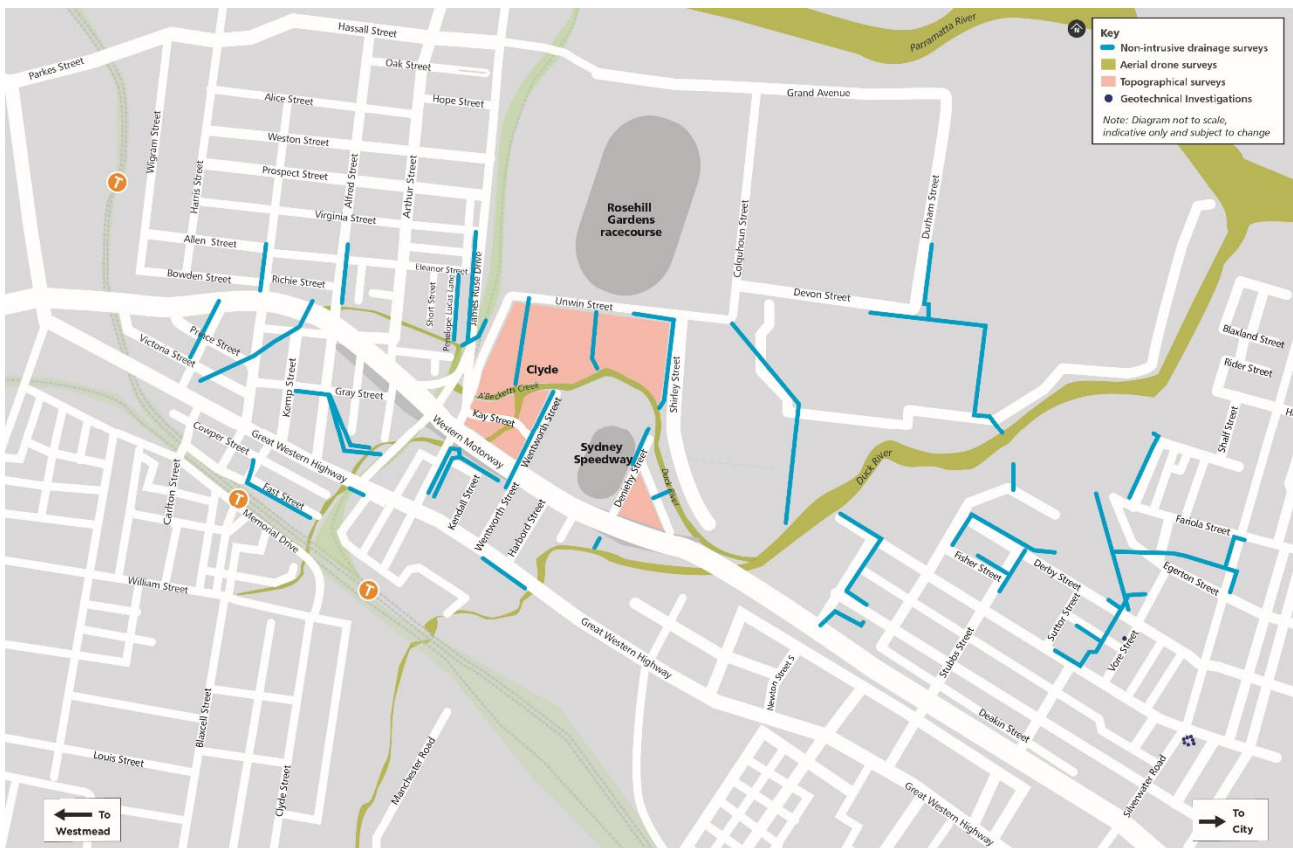 Key
Non-intrusive drainage surveys
Aerial drone surveys
Topographical surveys
Geotechnical Investigations
Note: Diagram not to scale,
indicative only and subject to change
Hassall Street
Parkes Street
Oak Street
Parramatta River
Grand Avenue
Alice Street
Hope Street
Wigram Street
Weston Street
Harris Street
Alfred Street
Arthur Street
Prospect Street
Rosehill
Gardens
racecourse
Virginia Street
Colquhoun Street
Durham Street
Allen Street
Bowden Street
Richie Street
Eleanor Street
Short Street
Penelope Lucas Lane
James Ruse Drive
Unwin Street
Devon Street
Prince Street
Victoria Street
Blaxland Street
Rider Street
Clyde
Shirley Street
Kemp Street
Gray Street
A'Becketts Creek
Kay Street
Western Motorway
Wentworth Street
Cowper Street
Great Western Highway
Sydney
Speedway
Deniehy Street
Duck River
Duck River
Shalf Street
Carlton Street
East Street
Memorial Drive
Kendall Street
Wentworth Street
Harbord Street
Fariola Street
Fisher Street
Derby Street
Egerton Street
William Street
Suttor Street
Vore Street
Great Western Highway
Newton Street S
Stubbs Street
Deakin Street
Blaxcell Street
Louis Street
Clyde Street
Manchester Road
Silverwater Road
Great Western Highway
To
Westmead
To
City